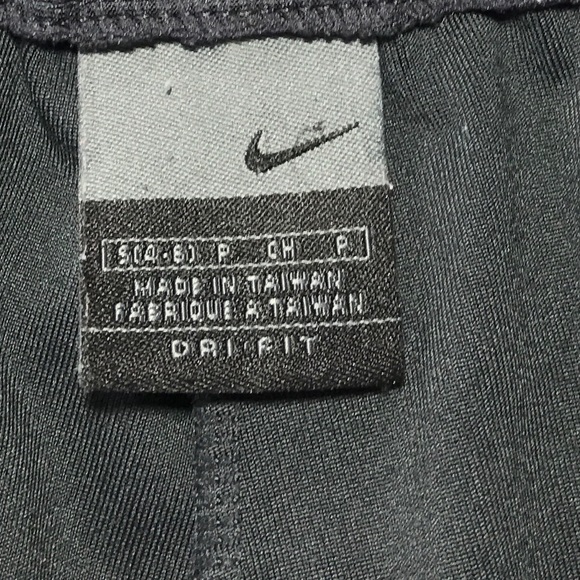 S(4-6) P CH P
MADE IN TAIWAN
FABRIQUE A TAIWAN
DRI FIT